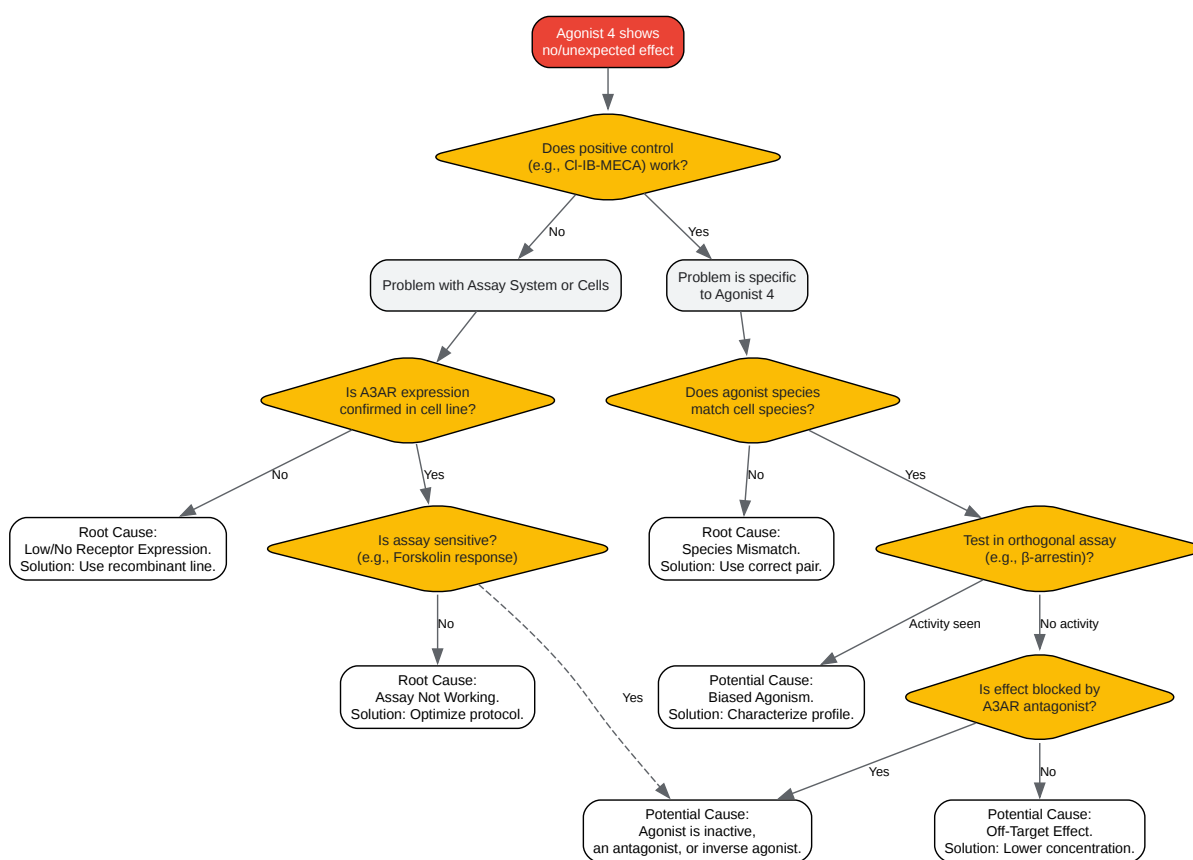 Agonist 4 shows
no/unexpected effect
Does positive control
(e.g., Cl-IB-MECA) work?
No
Yes
Problem with Assay System or Cells
Problem is specific
to Agonist 4
Is A3AR expression
confirmed in cell line?
Does agonist species
match cell species?
No
Yes
No
Yes
Root Cause:
Low/No Receptor Expression.
Solution: Use recombinant line.
Is assay sensitive?
(e.g., Forskolin response)
Root Cause:
Species Mismatch.
Solution: Use correct pair.
Test in orthogonal assay
(e.g., β-arrestin)?
No
Yes
Activity seen
No activity
Root Cause:
Assay Not Working.
Solution: Optimize protocol.
Potential Cause:
Biased Agonism.
Solution: Characterize profile.
Is effect blocked by
A3AR antagonist?
Yes
No
Potential Cause:
Agonist is inactive,
an antagonist, or inverse agonist.
Potential Cause:
Off-Target Effect.
Solution: Lower concentration.